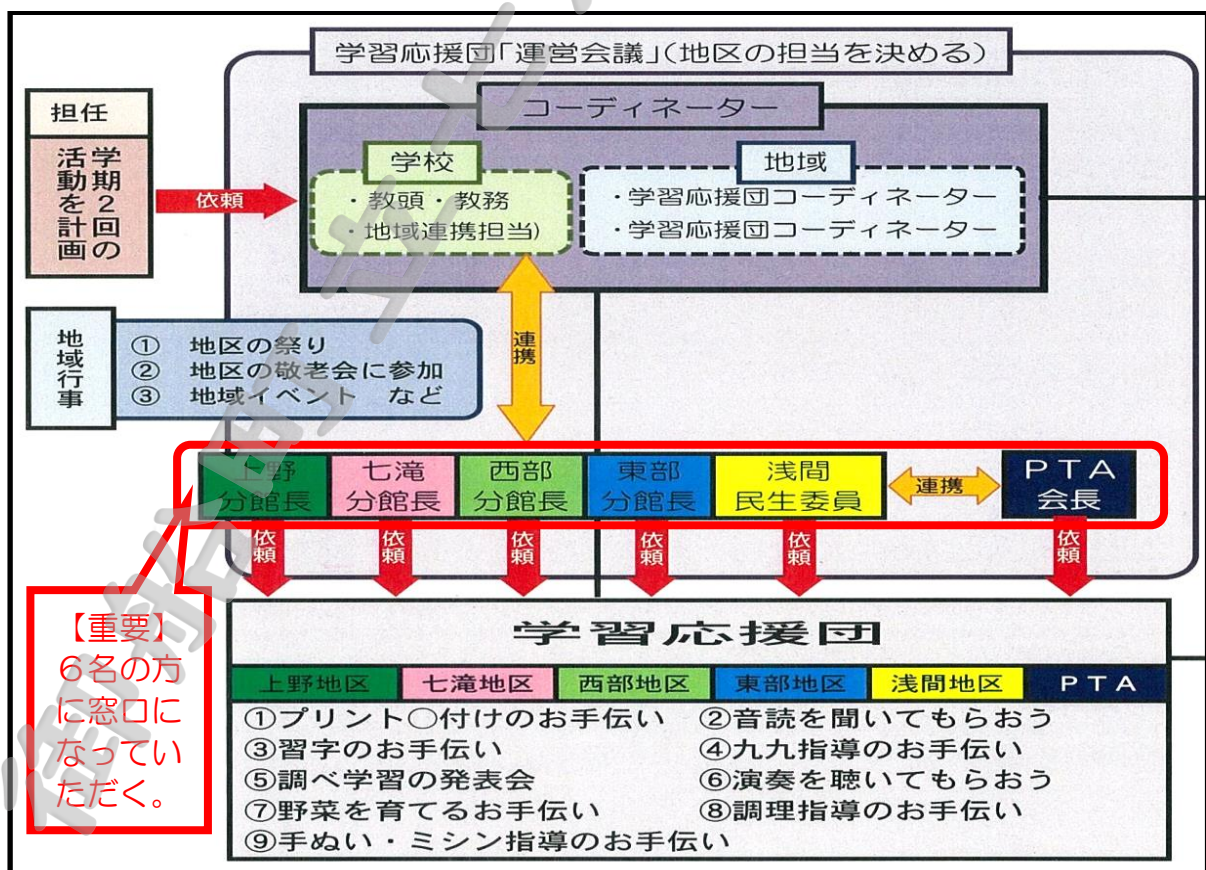 学習応援団「運営会議」(地区の担当を決める)
コーディネーター
担任
学期2回の
活動を計画
依頼
学校
・教頭・教務
・地域連携担当)
地域
・学習応援団コーディネーター
・学習応援団コーディネーター
連携
地域行事
① 地区の祭り
② 地区の敬老会に参加
③ 地域イベント など
上野
分館長
七滝
分館長
西部
分館長
東部
分館長
浅間
民生委員
連携
PTA
会長
依頼
依頼
依頼
依頼
依頼
依頼
【重要】
6名の方
に窓口に
なってい
ただく。
学習応援団
上野地区
七滝地区
西部地区
東部地区
浅間地区
PTA
①プリント○付けのお手伝い ②音読を聞いてもらおう
③習字のお手伝い ④九九指導のお手伝い
⑤調べ学習の発表会 ⑥演奏を聴いてもらおう
⑦野菜を育てるお手伝い ⑧調理指導のお手伝い
⑨手ぬい・ミシン指導のお手伝い
御船町立七